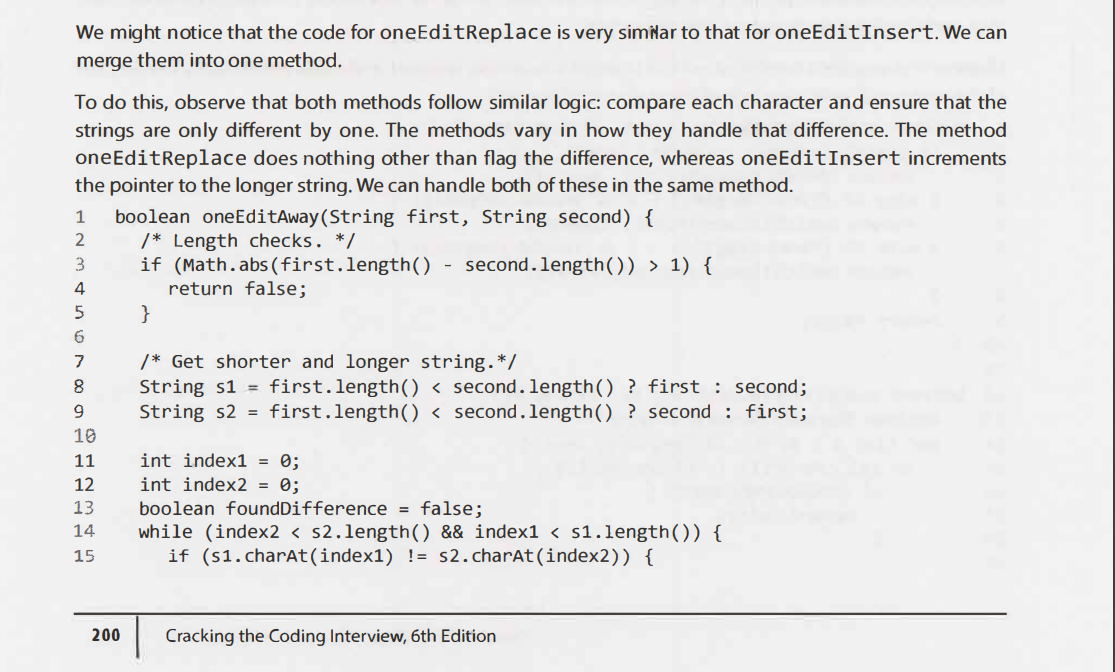 We might notice that the code for oneEditReplace is very similar to that for oneEditInsert. We can
merge them into one method.
To do this, observe that both methods follow similar logic: compare each character and ensure that the
strings are only different by one. The methods vary in how they handle that difference. The method
oneEditReplace does nothing other than flag the difference, whereas oneEditInsert increments
the pointer to the longer string. We can handle both of these in the same method.
1 boolean oneEditAway(String first, String second) {
2 /* Length checks. */
3 if (Math.abs(first.length() - second.length()) > 1) {
4 return false;
5 }
6
7 /* Get shorter and longer string.*/
8 String s1 = first.length() < second.length() ? first : second;
9 String s2 = first.length() < second.length() ? second : first;
10
11 int index1 = 0;
12 int index2 = 0;
13 boolean foundDifference = false;
14 while (index2 < s2.length() && index1 < s1.length()) {
15 if (s1.charAt(index1) != s2.charAt(index2)) {
200 Cracking the Coding Interview, 6th Edition